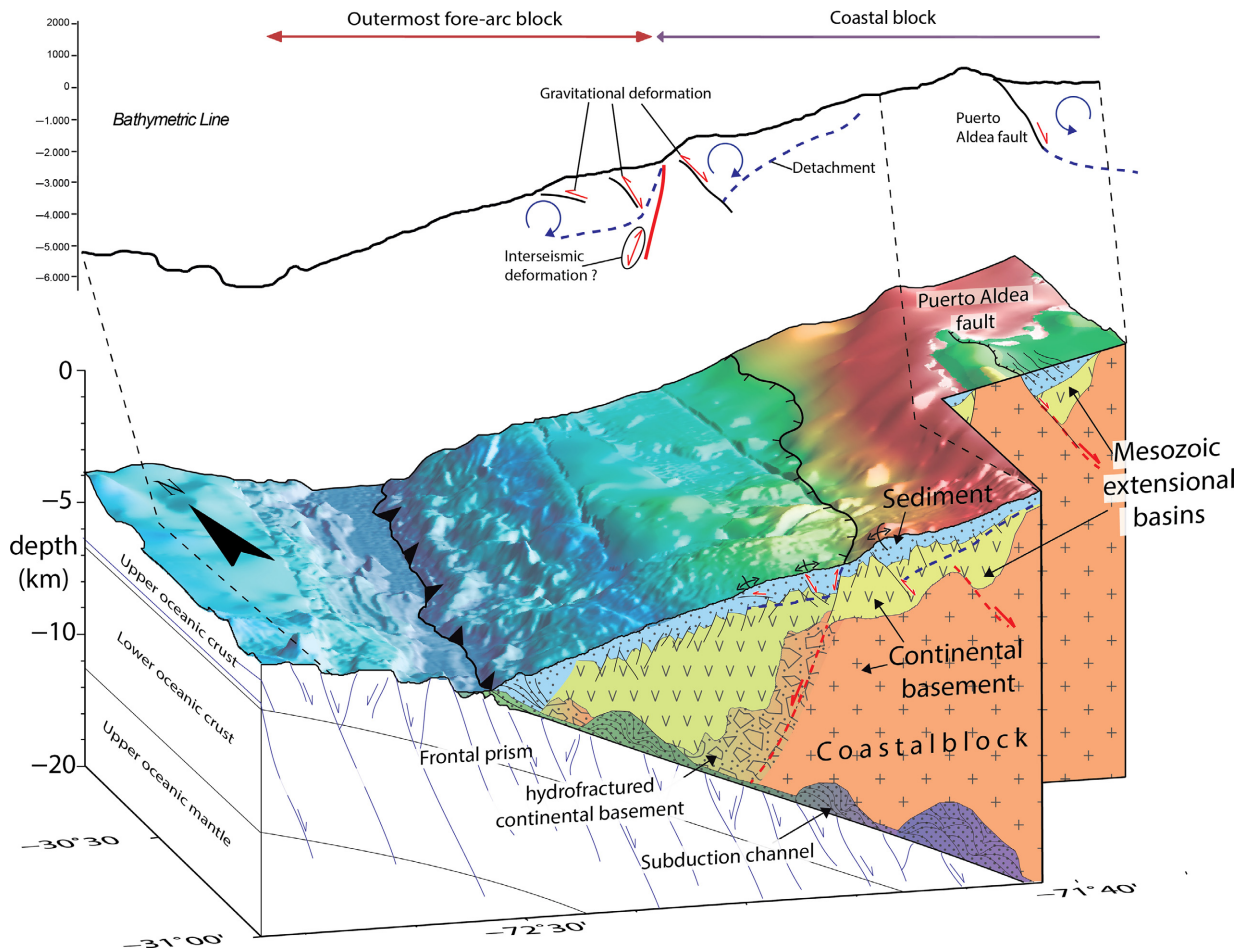 Outermost fore-arc block
Coastal block
2000
1000
0
−1.000
−2.000
−3.000
−4.000
−5.000
−6.000
Bathymetric Line
Gravitational deformation
Puerto
Aldea fault
Detachment
Interseismic
deformation ?
Puerto Aldea
fault
0
−5
depth
(km)
−10
−20
N
Sediment
Mesozoic
extensional
basins
Upper oceanic crust
Lower oceanic crust
Upper oceanic mantle
Continental
basement
Coastal block
Frontal prism
hydrofractured
continental basement
Subduction channel
−30°30
−31°00'
−72°30'
−71°40'